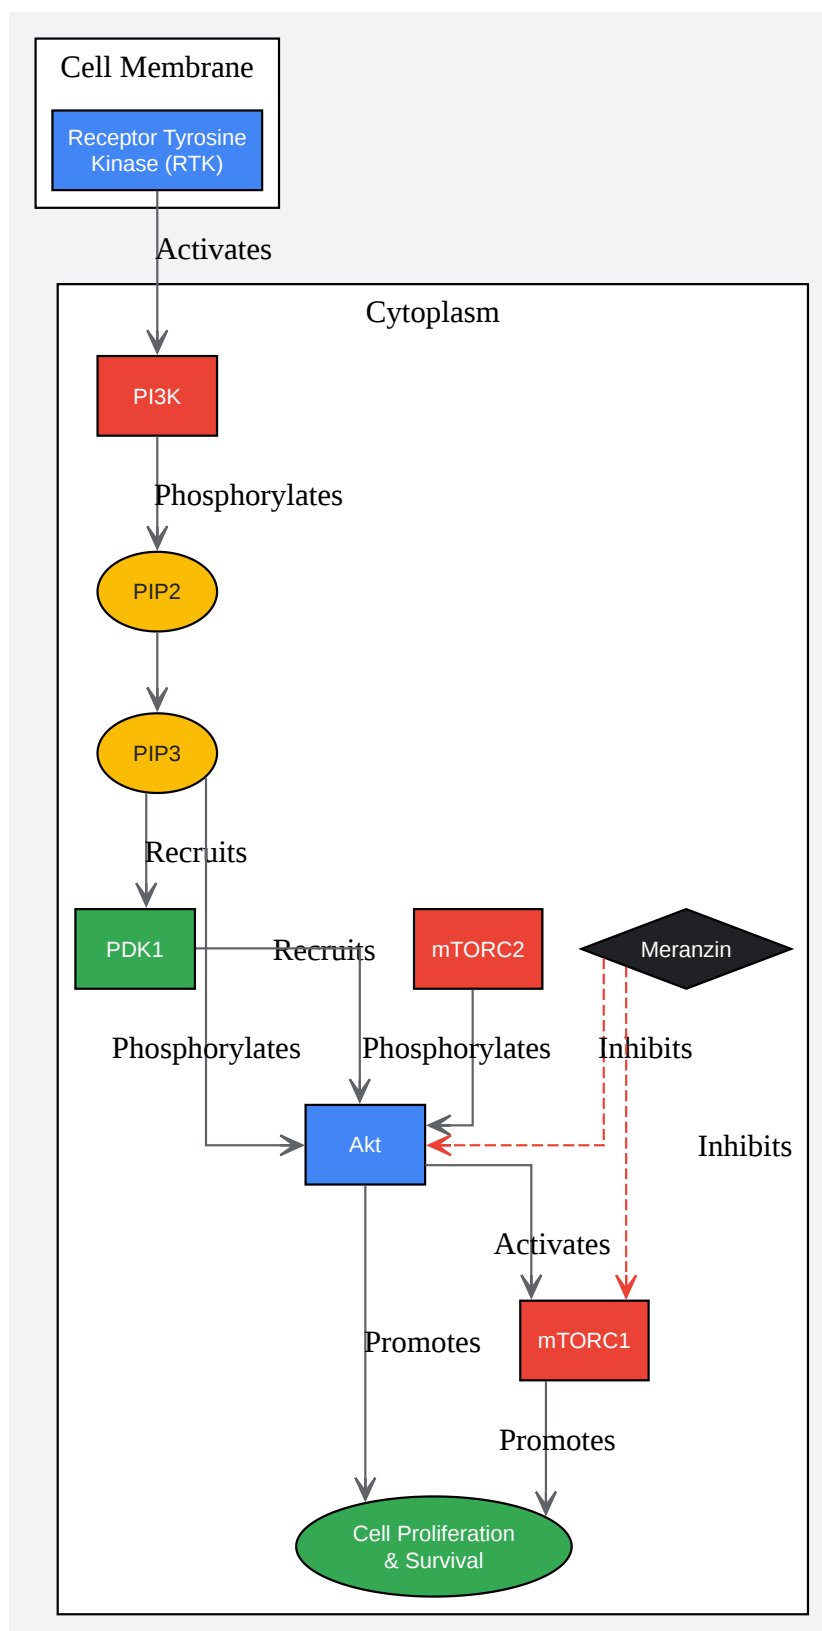 Cell Membrane
Receptor Tyrosine
Kinase (RTK)
Activates
Cytoplasm
PI3K
Phosphorylates
PIP2
PIP3
Recruits
PDK1
Recruits
mTORC2
Meranzin
Phosphorylates
Phosphorylates
Inhibits
Akt
Inhibits
Activates
Promotes
mTORC1
Promotes
Cell Proliferation
& Survival